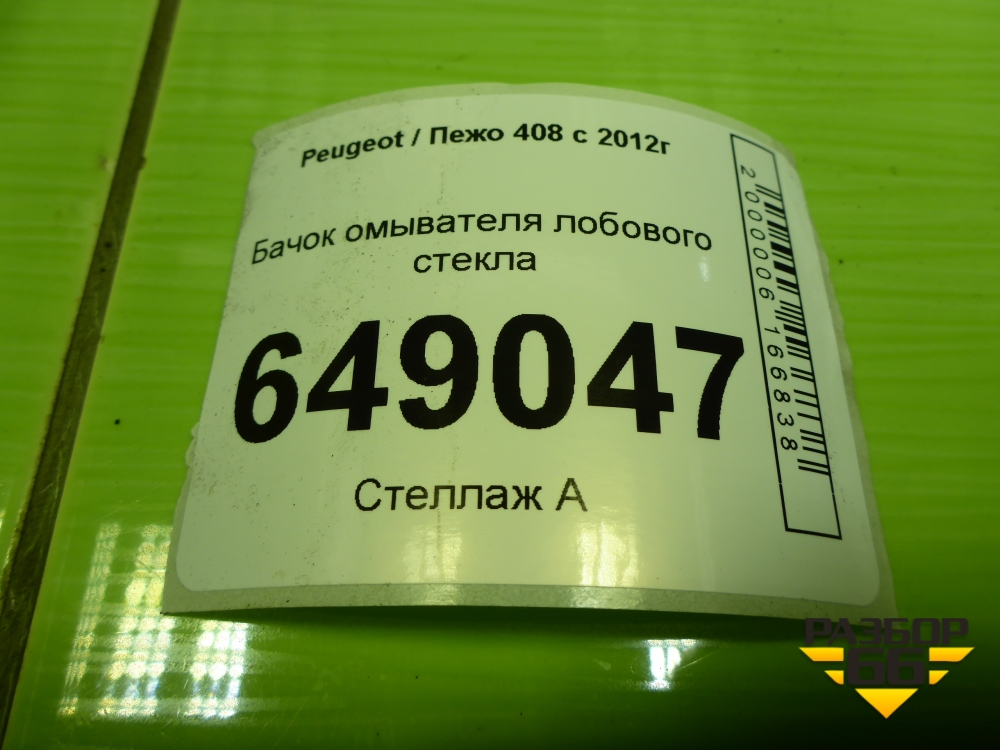 Peugeot / Пежо 408 с 2012г
Бачок омывателя лобового
стекла
649047
Стеллаж А
2000006166838
РАЗБОР
66